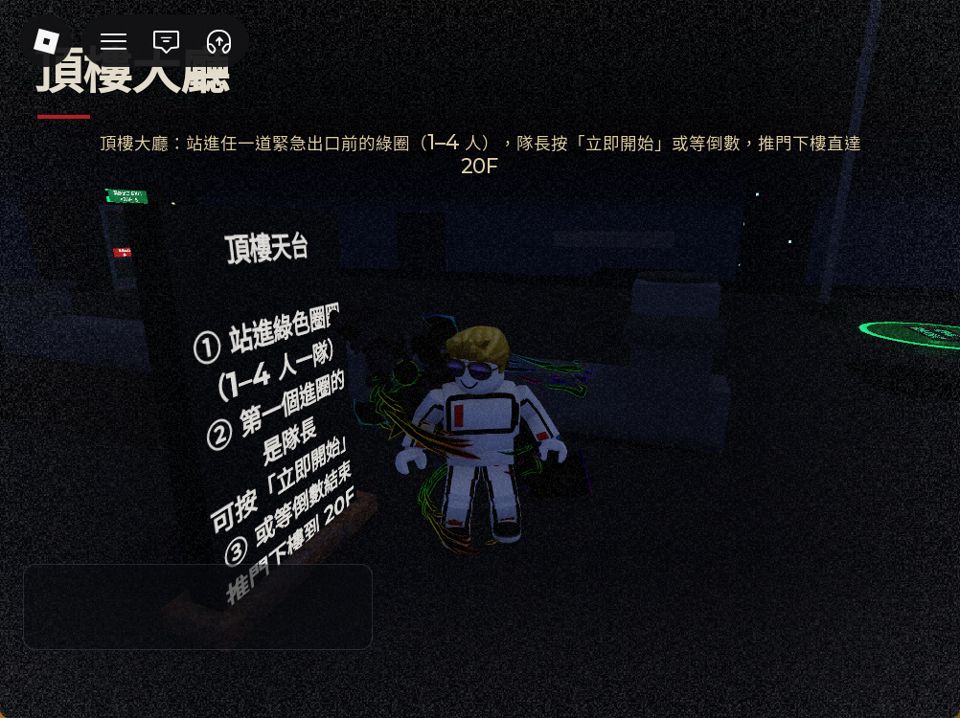 頂樓大廳
頂樓大廳：站進任一道緊急出口前的綠圈（1–4 人），隊長按「立即開始」或等倒數，推門下樓直達
20F
頂樓天台
① 站進綠色圈圈
（1–4 人一隊）
② 第一個進圈的
是隊長
可按「立即開始」
③ 或等倒數結束
推門下樓到 20F